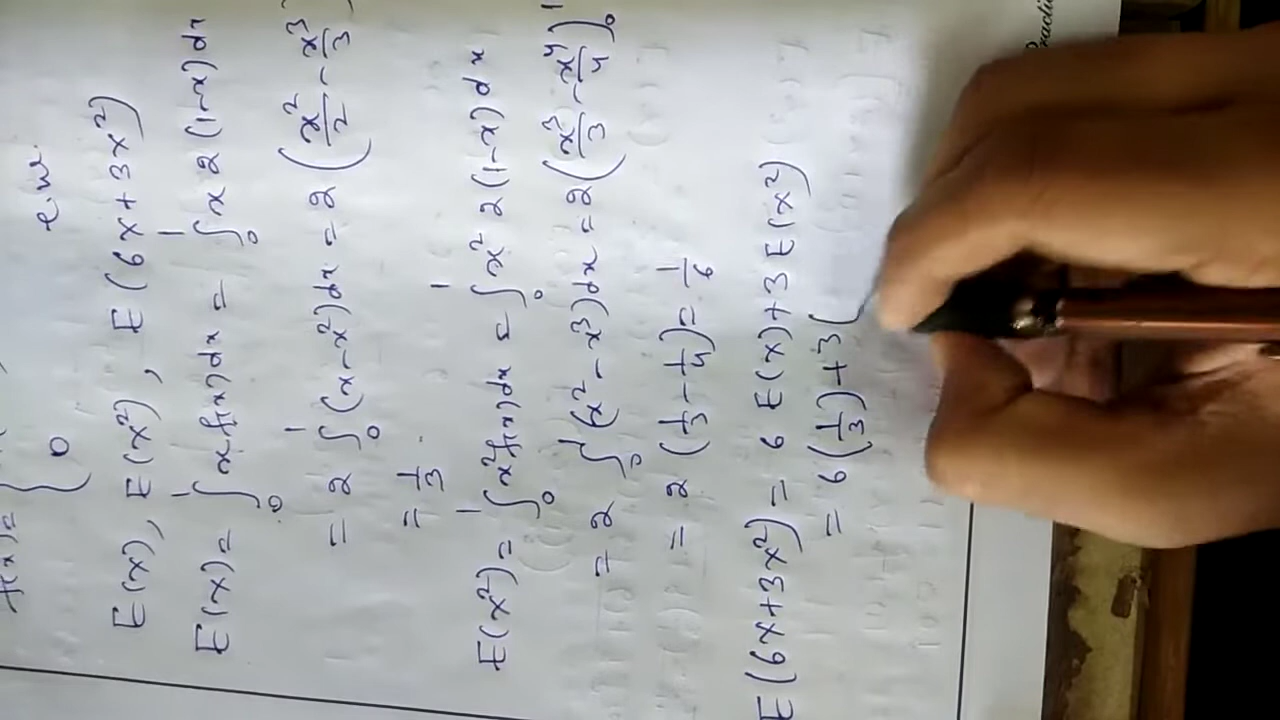 f(x) = { 0 e.w.
E(x), E(x²), E(6x+3x²)
E(x) = ∫₀¹ x f(x)dx = ∫₀¹ x 2(1-x)dx
= 2 ∫₀¹ (x-x²)dx = 2 (x²/2 - x³/3)
= 1/3.
E(x²) = ∫₀¹ x² f(x)dx = ∫₀¹ x² 2(1-x)dx
= 2 ∫₀¹ (x²-x³)dx = 2(x³/3 - x⁴/4)₀¹
= 2 (1/3 - 1/4) = 1/6
E(6x+3x²) = 6 E(x)+3 E(x²)
= 6(1/3)+3(